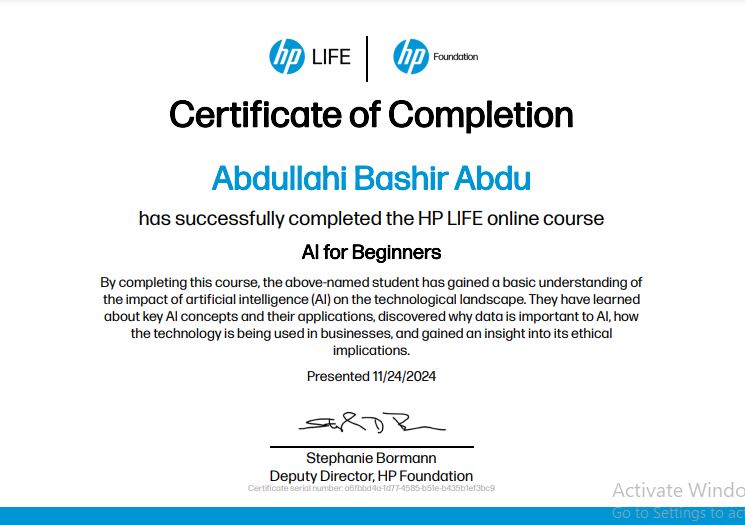 hp LIFE hp Foundation
Certificate of Completion
Abdullahi Bashir Abdu
has successfully completed the HP LIFE online course
AI for Beginners
By completing this course, the above-named student has gained a basic understanding of
the impact of artificial intelligence (AI) on the technological landscape. They have learned
about key AI concepts and their applications, discovered why data is important to AI, how
the technology is being used in businesses, and gained an insight into its ethical
implications.
Presented 11/24/2024
Stephanie Bormann
Deputy Director, HP Foundation
Certificate serial number: a6fbbd4a-1d77-4585-b51e-b435b1ef3bc9
Activate Windo
Go to Settings to ac